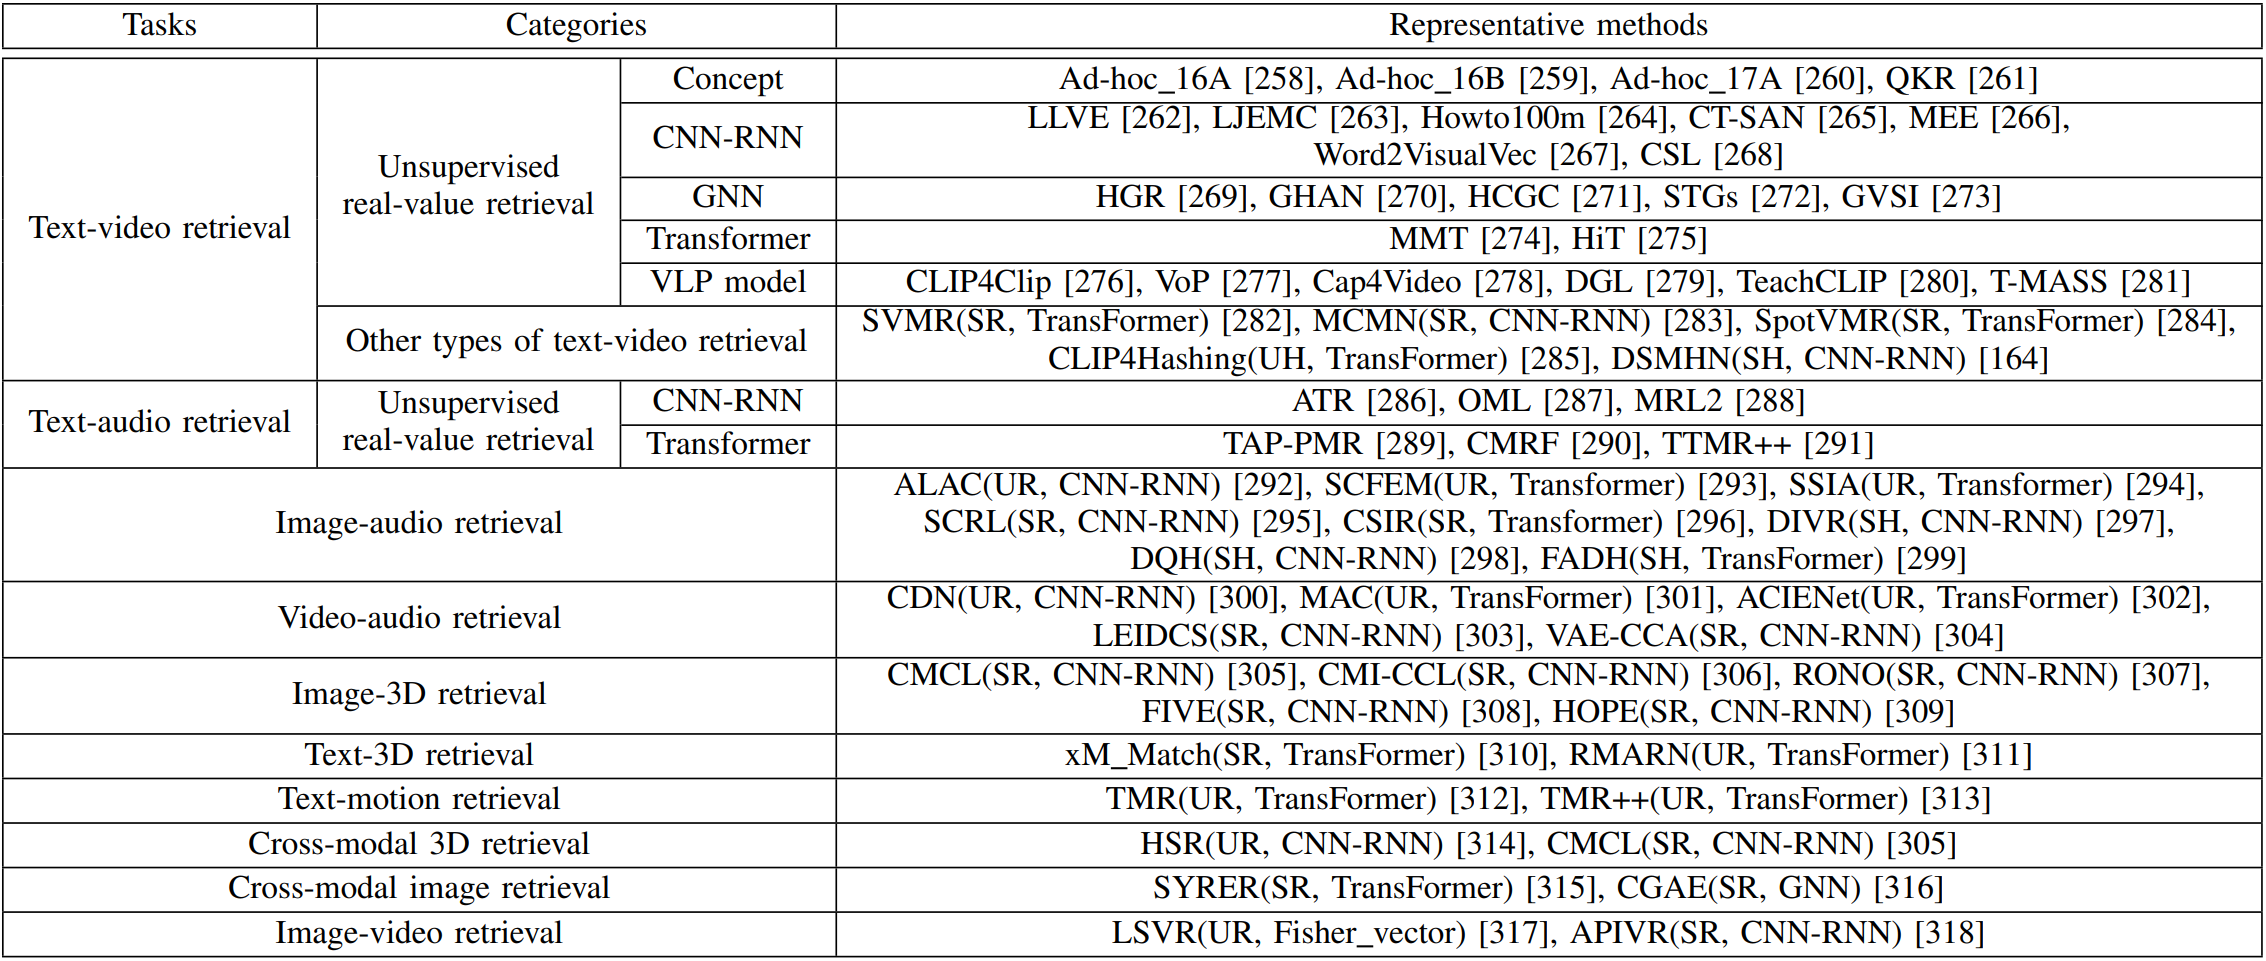 Tasks Categories Representative methods
Text-video retrieval
Unsupervised
real-value retrieval
Concept Ad-hoc_16A [258], Ad-hoc_16B [259], Ad-hoc_17A [260], QKR [261]
CNN-RNN
LLVE [262], LJEMC [263], Howto100m [264], CT-SAN [265], MEE [266],
Word2VisualVec [267], CSL [268]
GNN HGR [269], GHAN [270], HCGC [271], STGs [272], GVSI [273]
Transformer MMT [274], HiT [275]
VLP model CLIP4Clip [276], VoP [277], Cap4Video [278], DGL [279], TeachCLIP [280], T-MASS [281]
Other types of text-video retrieval
SVMR(SR, TransFormer) [282], MCMN(SR, CNN-RNN) [283], SpotVMR(SR, TransFormer) [284],
CLIP4Hashing(UH, TransFormer) [285], DSMHN(SH, CNN-RNN) [164]
Text-audio retrieval
Unsupervised
real-value retrieval
CNN-RNN ATR [286], OML [287], MRL2 [288]
Transformer TAP-PMR [289], CMRF [290], TTMR++ [291]
Image-audio retrieval
ALAC(UR, CNN-RNN) [292], SCFEM(UR, Transformer) [293], SSIA(UR, Transformer) [294],
SCRL(SR, CNN-RNN) [295], CSIR(SR, Transformer) [296], DIVR(SH, CNN-RNN) [297],
DQH(SH, CNN-RNN) [298], FADH(SH, TransFormer) [299]
Video-audio retrieval
CDN(UR, CNN-RNN) [300], MAC(UR, TransFormer) [301], ACIENet(UR, TransFormer) [302],
LEIDCS(SR, CNN-RNN) [303], VAE-CCA(SR, CNN-RNN) [304]
Image-3D retrieval
CMCL(SR, CNN-RNN) [305], CMI-CCL(SR, CNN-RNN) [306], RONO(SR, CNN-RNN) [307],
FIVE(SR, CNN-RNN) [308], HOPE(SR, CNN-RNN) [309]
Text-3D retrieval xM_Match(SR, TransFormer) [310], RMARN(UR, TransFormer) [311]
Text-motion retrieval TMR(UR, TransFormer) [312], TMR++(UR, TransFormer) [313]
Cross-modal 3D retrieval HSR(UR, CNN-RNN) [314], CMCL(SR, CNN-RNN) [305]
Cross-modal image retrieval SYRER(SR, TransFormer) [315], CGAE(SR, GNN) [316]
Image-video retrieval LSVR(UR, Fisher_vector) [317], APIVR(SR, CNN-RNN) [318]